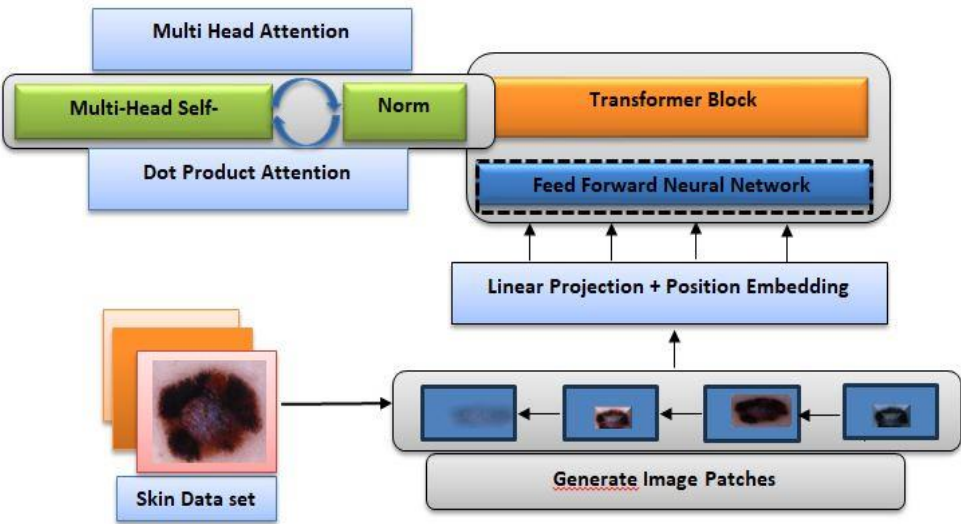 Multi Head Attention
Multi-Head Self-
Norm
Transformer Block
Dot Product Attention
Feed Forward Neural Network
Linear Projection + Position Embedding
Generate Image Patches
Skin Data set